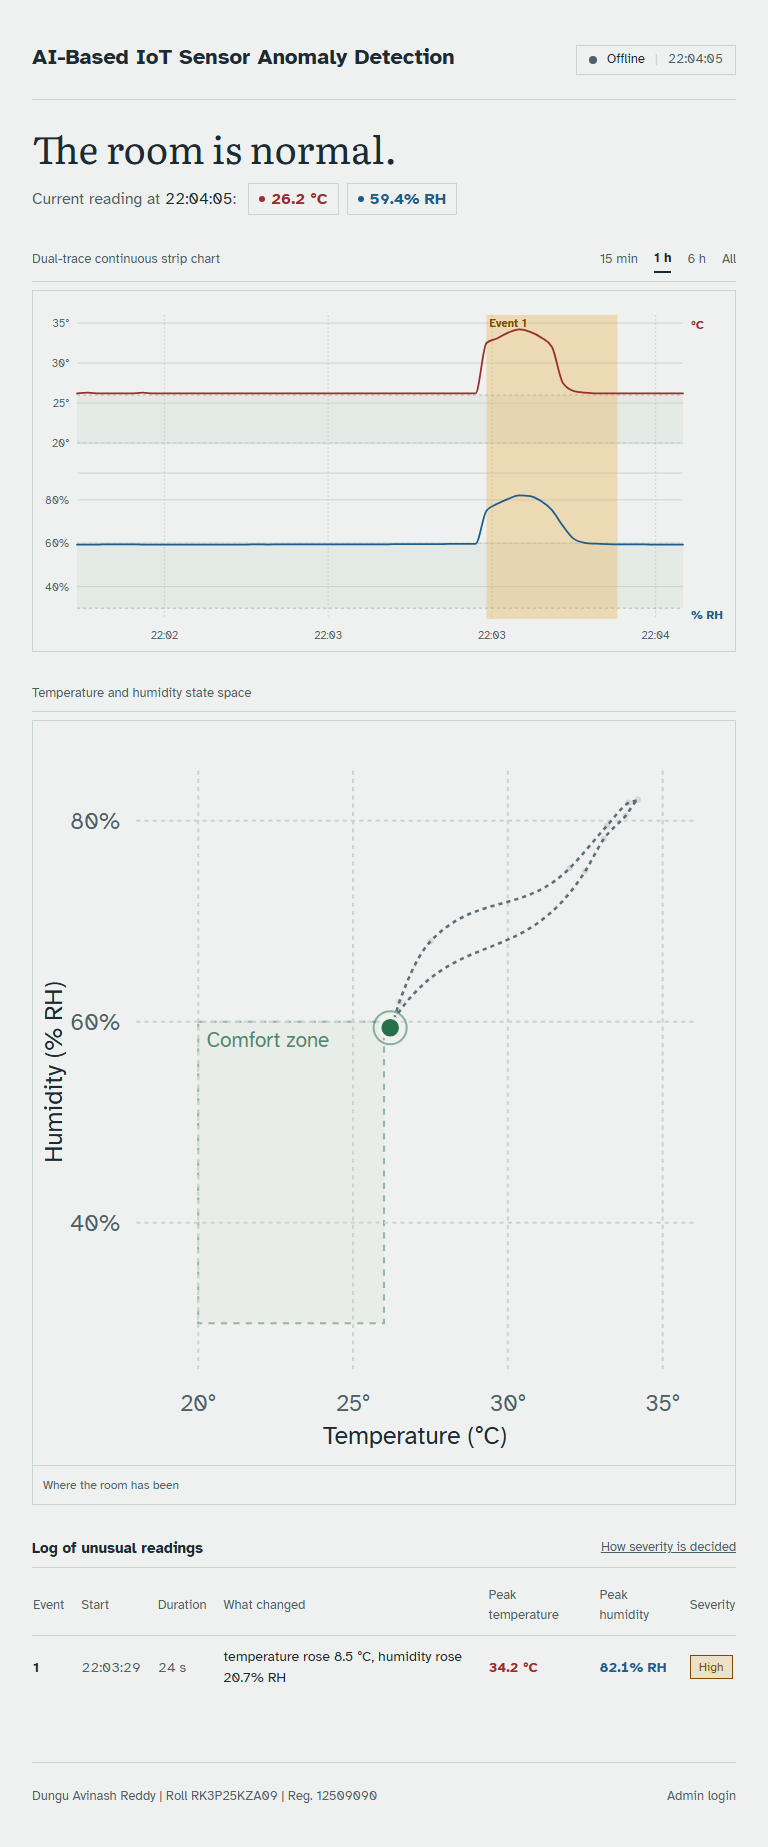 AI-Based IoT Sensor Anomaly Detection
Offline | 22:04:05
The room is normal.
Current reading at 22:04:05: 26.2 °C 59.4% RH
Dual-trace continuous strip chart
15 min 1 h 6 h All
Event 1
°C
35°
30°
25°
20°
80%
60%
40%
% RH
22:02 22:03 22:03 22:04
Temperature and humidity state space
80%
60%
40%
Humidity (% RH)
Comfort zone
20° 25° 30° 35°
Temperature (°C)
Where the room has been
Log of unusual readings
How severity is decided
Event Start Duration What changed Peak temperature Peak humidity Severity
1 22:03:29 24 s temperature rose 8.5 °C, humidity rose 20.7% RH 34.2 °C 82.1% RH High
Dungu Avinash Reddy | Roll RK3P25KZA09 | Reg. 12509090
Admin login